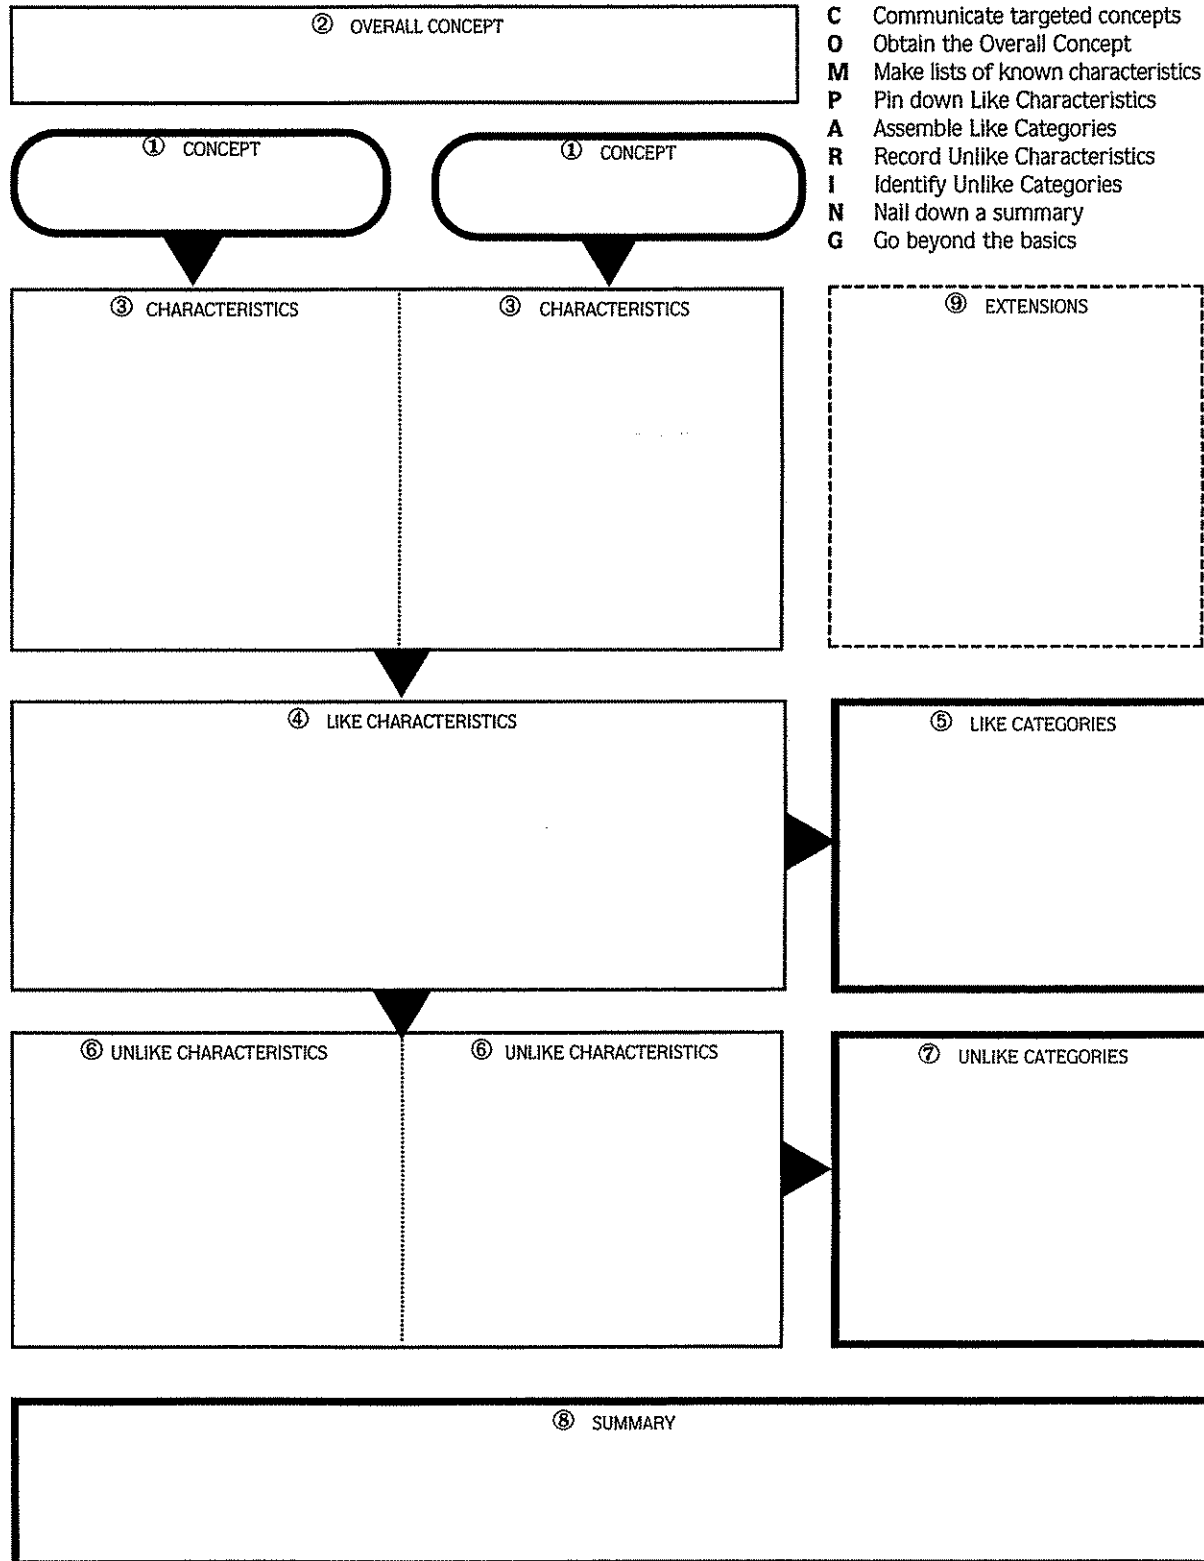 ② OVERALL CONCEPT
C Communicate targeted concepts
O Obtain the Overall Concept
M Make lists of known characteristics
P Pin down Like Characteristics
A Assemble Like Categories
R Record Unlike Characteristics
I Identify Unlike Categories
N Nail down a summary
G Go beyond the basics
① CONCEPT
① CONCEPT
③ CHARACTERISTICS
③ CHARACTERISTICS
⑨ EXTENSIONS
④ LIKE CHARACTERISTICS
⑤ LIKE CATEGORIES
⑥ UNLIKE CHARACTERISTICS
⑥ UNLIKE CHARACTERISTICS
⑦ UNLIKE CATEGORIES
⑧ SUMMARY